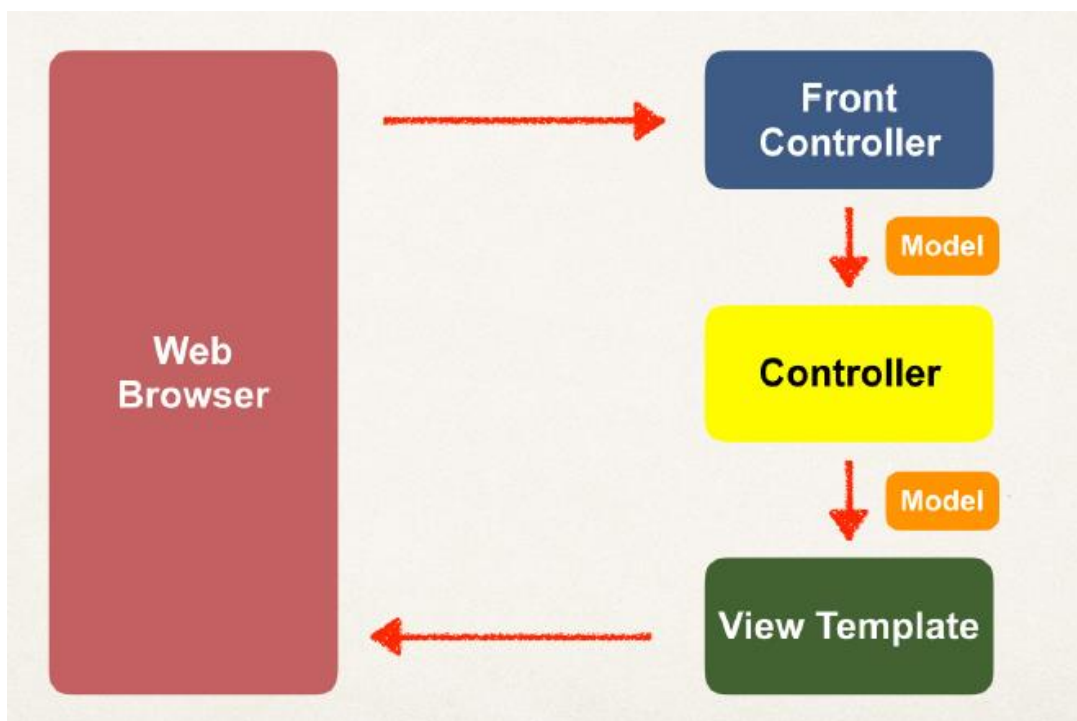 Web
Browser
Front
Controller
Model
Controller
Model
View Template